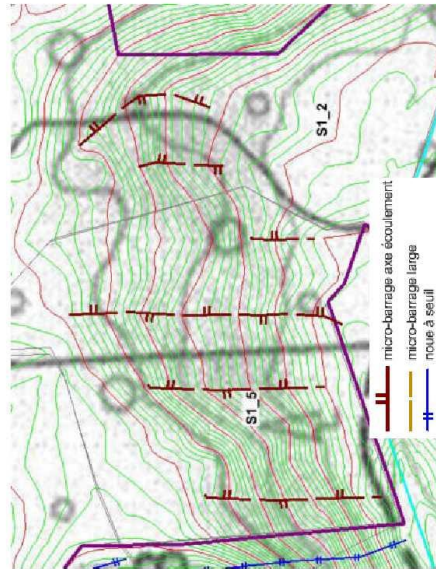 S1_2
S1_5
micro-barrage axe écoulement
micro-barrage large
noue à seuil